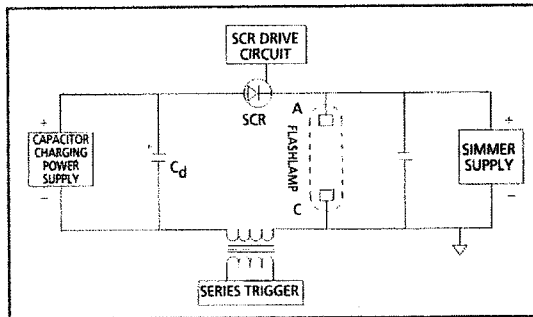 SCR DRIVE
CIRCUIT
SCR
A
+
CAPACITOR
CHARGING
POWER
SUPPLY
−
Cd
FLASHLAMP
C
+
SIMMER
SUPPLY
−
SERIES TRIGGER